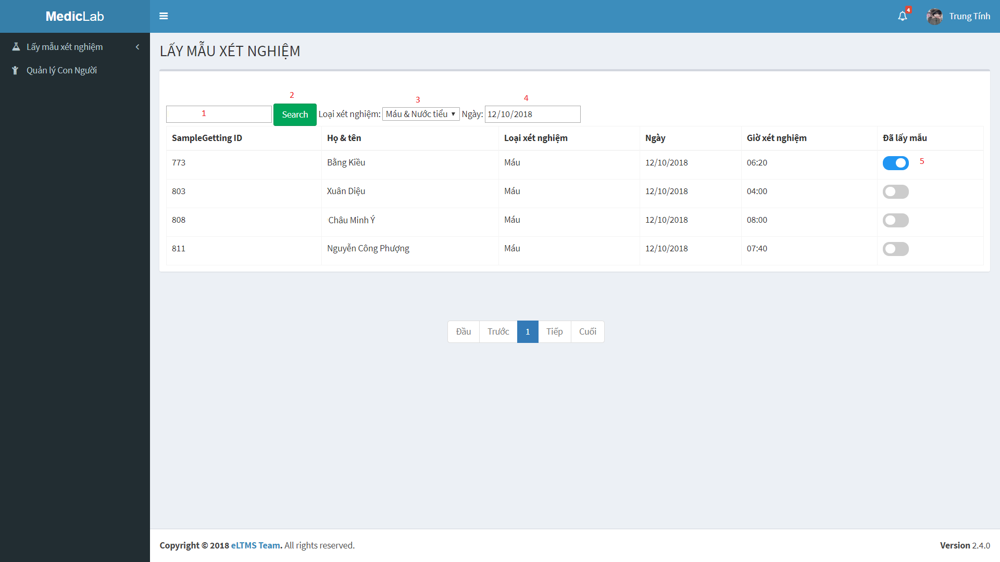 MedicLab
4
Trung Tính
Lấy mẫu xét nghiệm
Quản lý Con Người
LẤY MẪU XÉT NGHIỆM
2
3
4
1 Search Loại xét nghiệm: Máu & Nước tiểu Ngày: 12/10/2018
SampleGetting ID Họ & tên Loại xét nghiệm Ngày Giờ xét nghiệm Đã lấy mẫu
773 Bằng Kiều Máu 12/10/2018 06:20 5
803 Xuân Diệu Máu 12/10/2018 04:00
808 Châu Minh Ý Máu 12/10/2018 08:00
811 Nguyễn Công Phượng Máu 12/10/2018 07:40
Đầu Trước 1 Tiếp Cuối
Copyright © 2018 eLTMS Team. All rights reserved.
Version 2.4.0